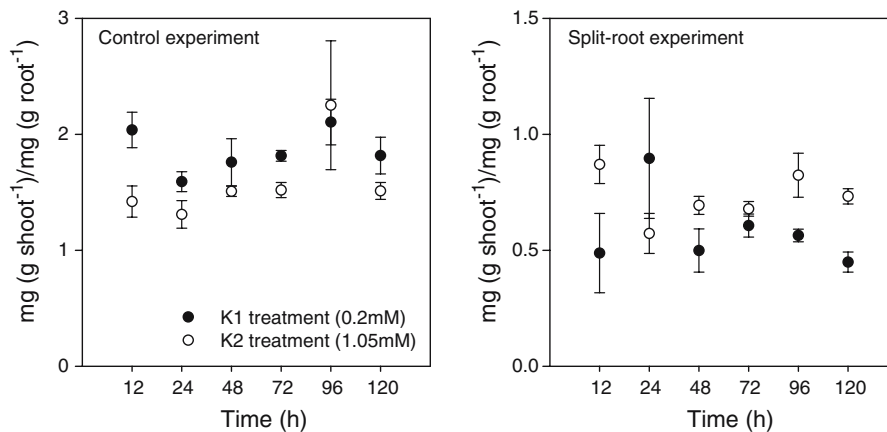 mg (g shoot⁻¹)/mg (g root⁻¹)
3
2
1
0
Control experiment
K1 treatment (0.2mM)
K2 treatment (1.05mM)
12 24 48 72 96 120
Time (h)
mg (g shoot⁻¹)/mg (g root⁻¹)
1.5
1.0
0.5
0.0
Split-root experiment
12 24 48 72 96 120
Time (h)